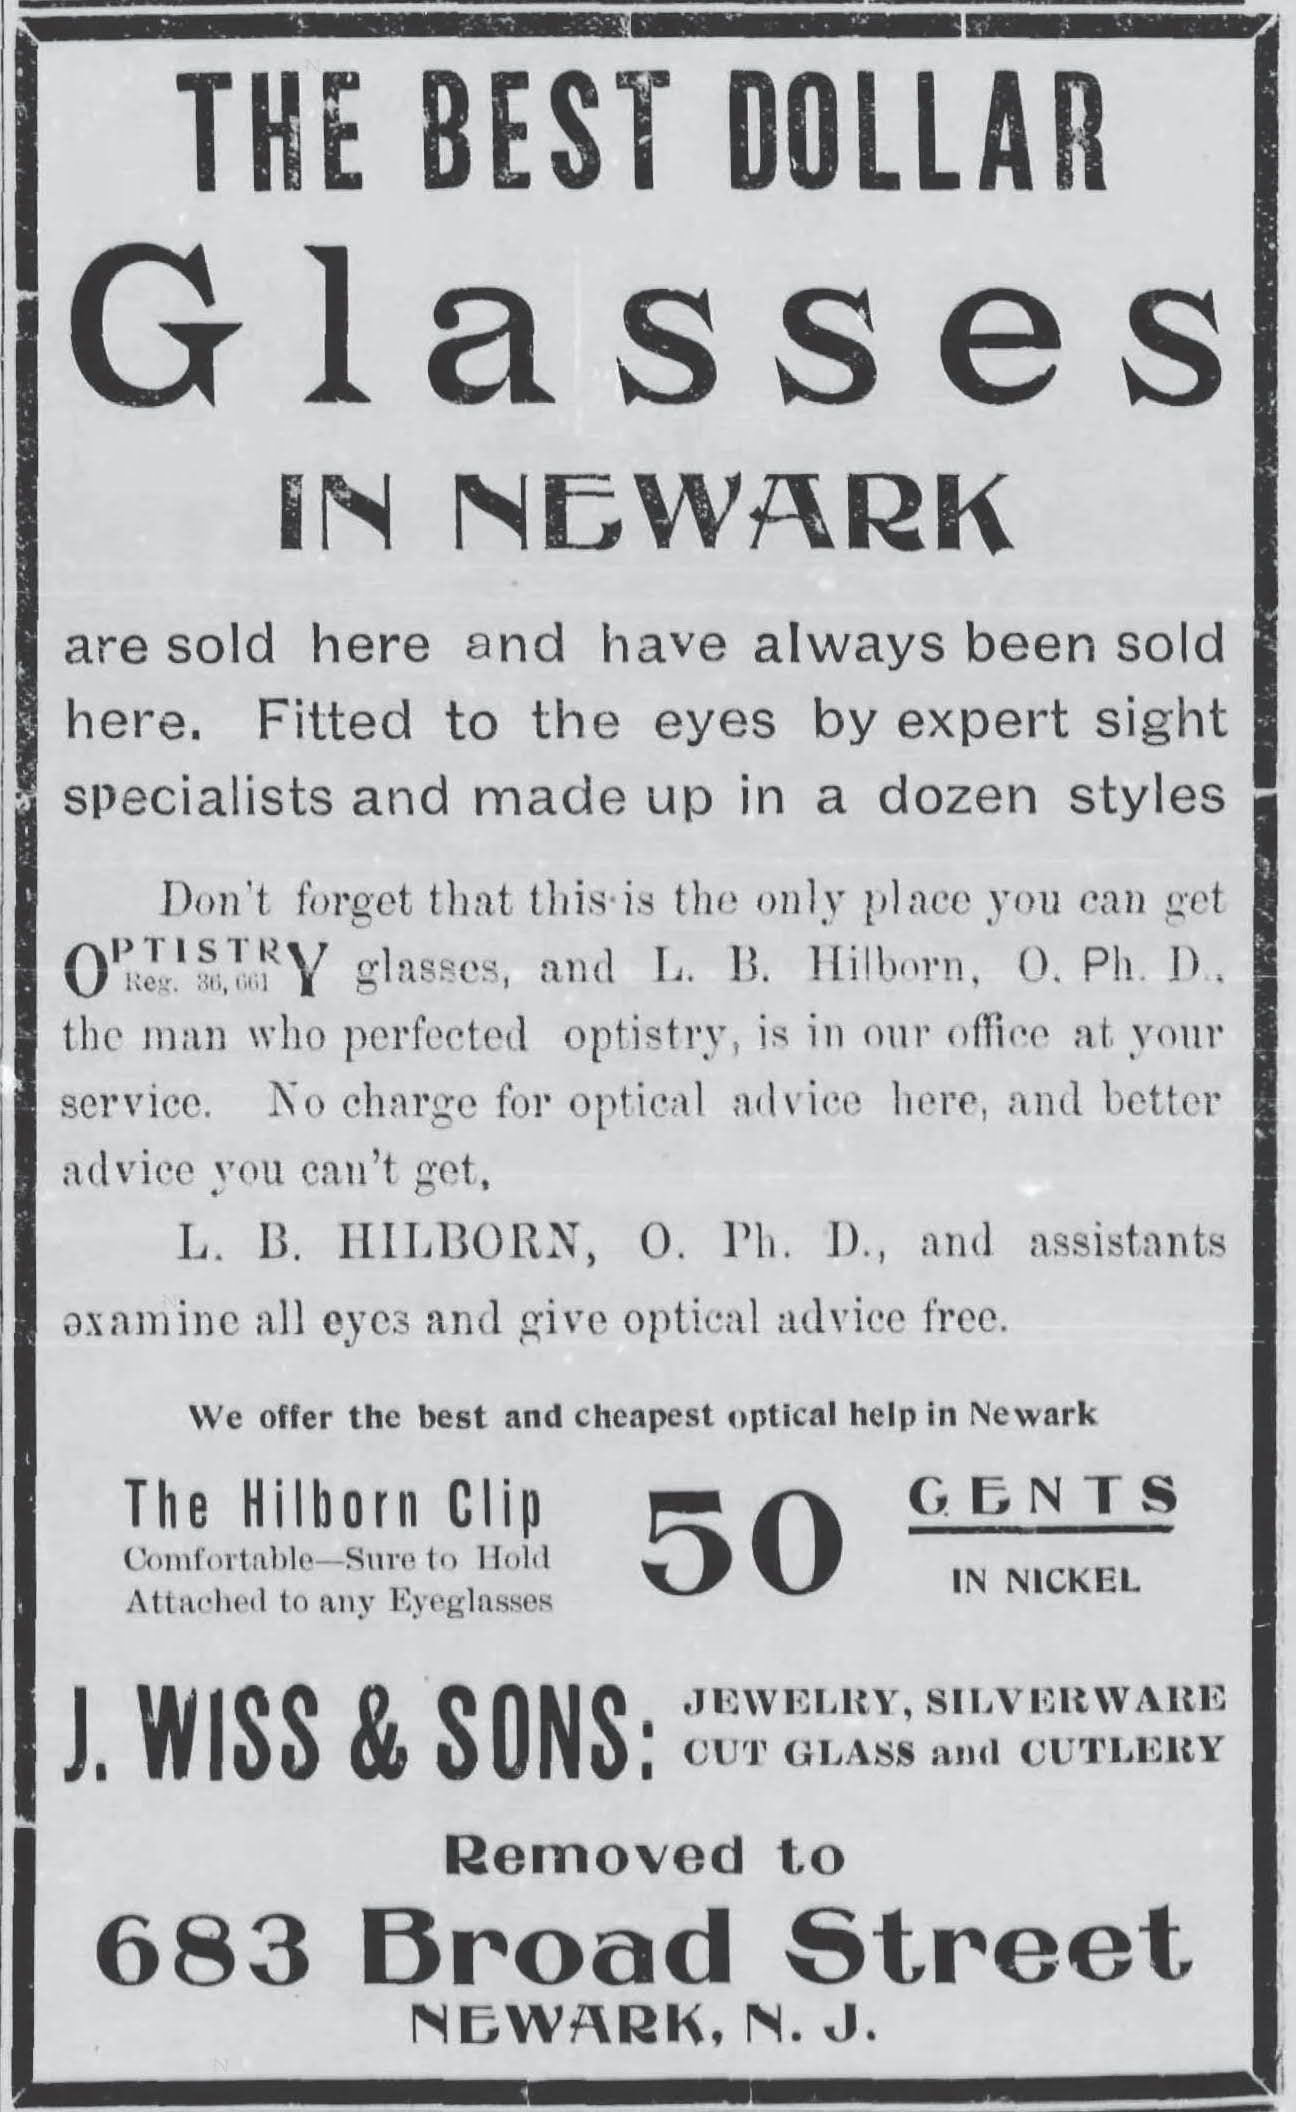 THE BEST DOLLAR
Glasses
IN NEWARK
are sold here and have always been sold
here. Fitted to the eyes by expert sight
specialists and made up in a dozen styles
Don't forget that this is the only place you can get
OPTISTRY Reg. 36,661 glasses, and L. B. Hilborn, O. Ph. D.,
the man who perfected optistry, is in our office at your
service. No charge for optical advice here, and better
advice you can't get,
L. B. HILBORN, O. Ph. D., and assistants
examine all eyes and give optical advice free.
We offer the best and cheapest optical help in Newark
The Hilborn Clip
Comfortable—Sure to Hold
Attached to any Eyeglasses
50 CENTS
IN NICKEL
J. WISS & SONS:
JEWELRY, SILVERWARE
CUT GLASS and CUTLERY
Removed to
683 Broad Street
NEWARK, N. J.